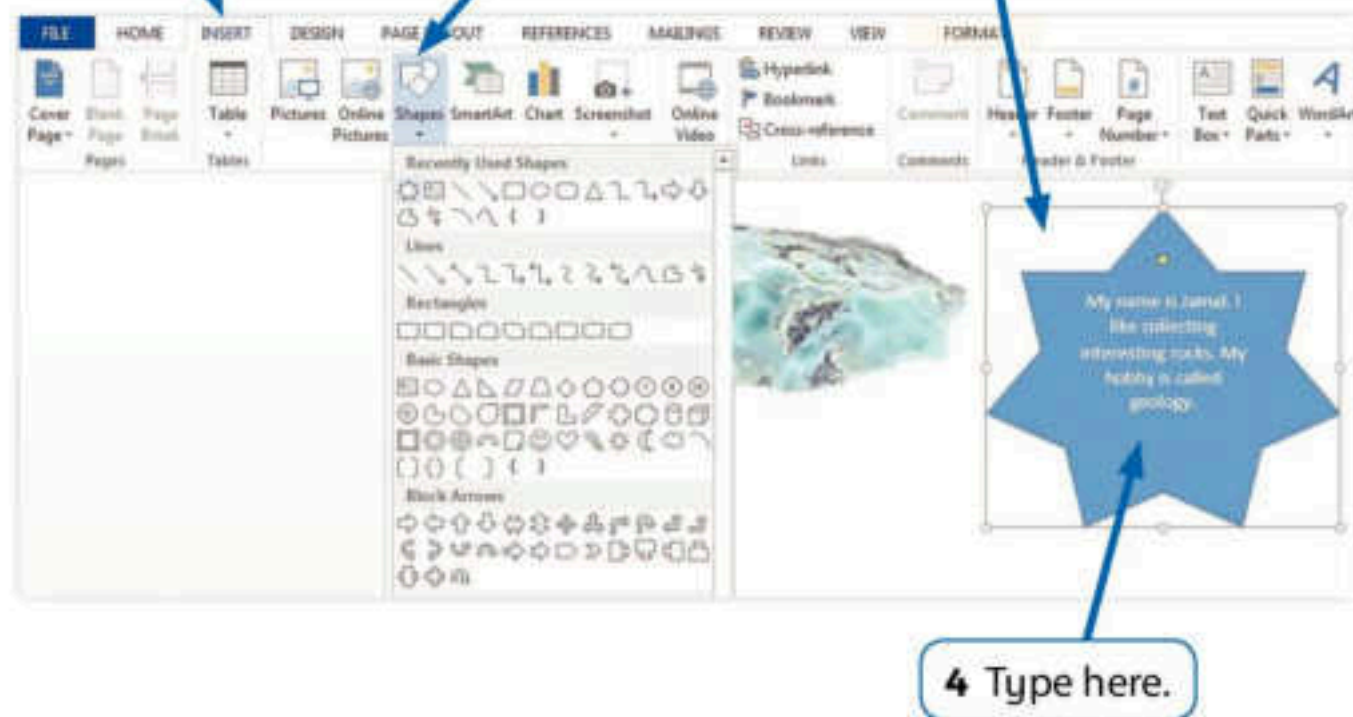 FILE HOME INSERT DESIGN PAGE LAYOUT REFERENCES MAILINGS REVIEW VIEW FORMAT
Cover Page
Blank Page
Page Break
Table
Pictures
Online Pictures
Shapes
SmartArt
Chart
Screenshot
Online Video
Hyperlink
Bookmark
Cross-reference
Comment
Header
Footer
Page Number
Text Box
Quick Parts
WordArt
Pages
Tables
Links
Comments
Header & Footer
Recently Used Shapes
Lines
Rectangles
Basic Shapes
Block Arrows
My name is Jamal. I
like collecting
interesting rocks. My
hobby is called
geology.
4 Type here.